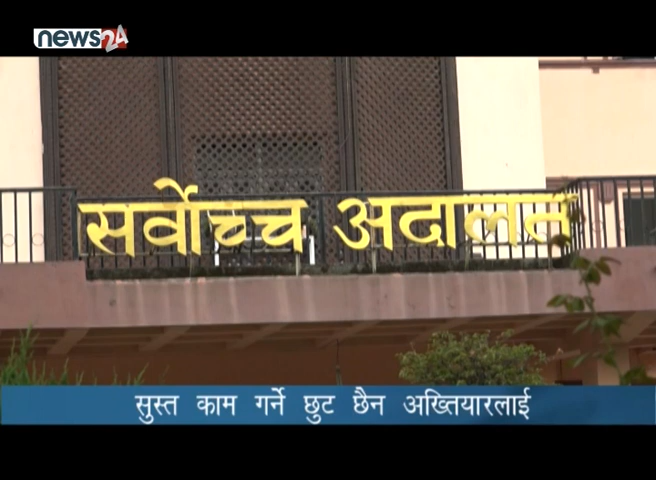 news24
सर्वोच्च अदालत
सुस्त काम गर्ने छुट छैन अख्तियारलाई